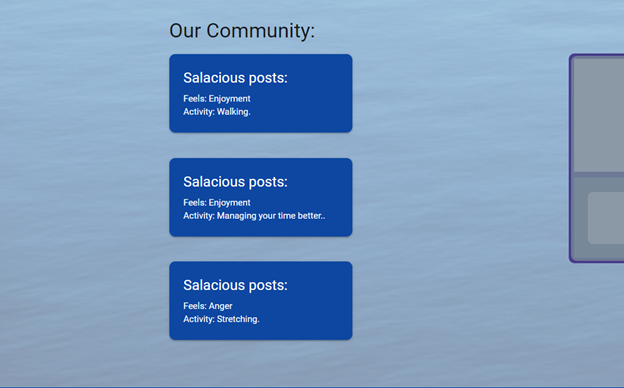 Our Community:
Salacious posts:
Feels: Enjoyment
Activity: Walking.
Salacious posts:
Feels: Enjoyment
Activity: Managing your time better..
Salacious posts:
Feels: Anger
Activity: Stretching.